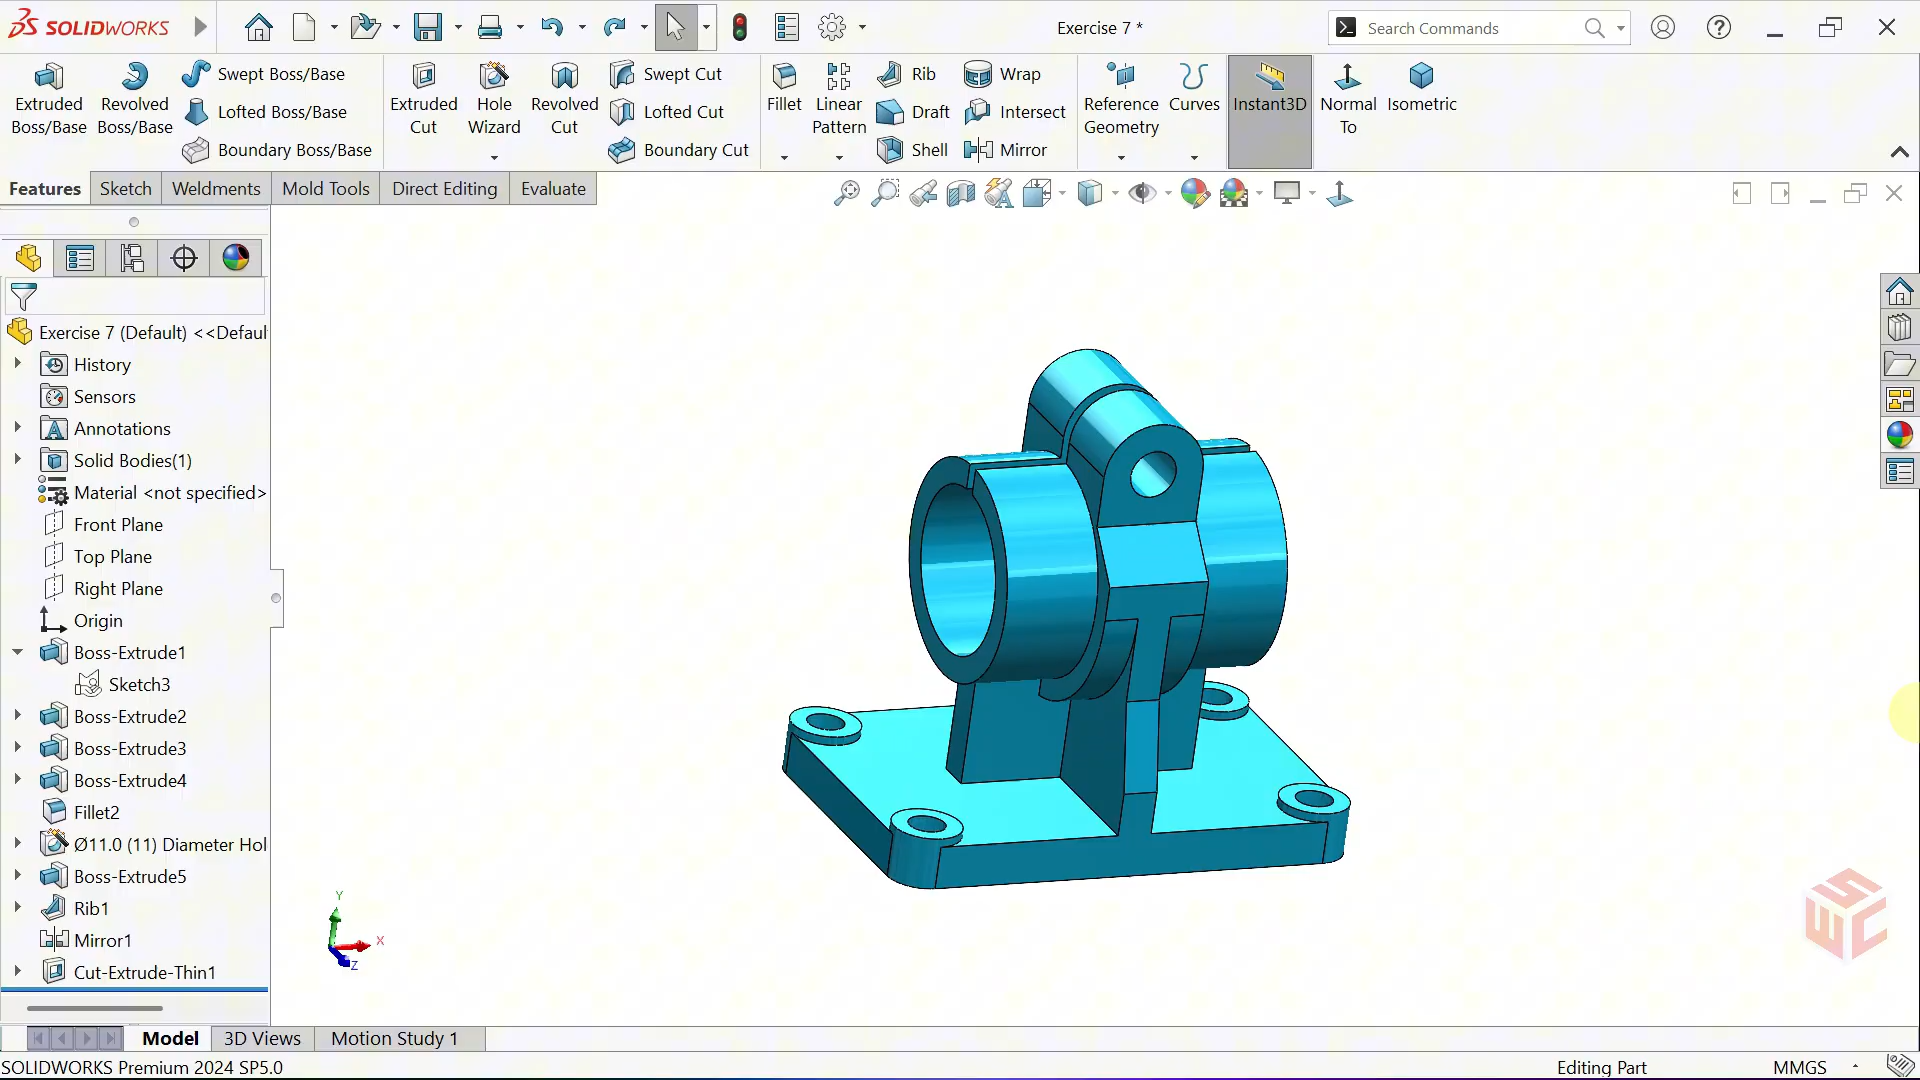 SOLIDWORKS
Exercise 7 *
Search Commands
Extruded Boss/Base
Revolved Boss/Base
Swept Boss/Base
Lofted Boss/Base
Boundary Boss/Base
Extruded Cut
Hole Wizard
Revolved Cut
Swept Cut
Lofted Cut
Boundary Cut
Fillet
Linear Pattern
Rib
Draft
Shell
Wrap
Intersect
Mirror
Reference Geometry
Curves
Instant3D
Normal To
Isometric
Features
Sketch
Weldments
Mold Tools
Direct Editing
Evaluate
Exercise 7 (Default) <<Defaul
History
Sensors
Annotations
Solid Bodies(1)
Material <not specified>
Front Plane
Top Plane
Right Plane
Origin
Boss-Extrude1
Sketch3
Boss-Extrude2
Boss-Extrude3
Boss-Extrude4
Fillet2
Ø11.0 (11) Diameter Hol
Boss-Extrude5
Rib1
Mirror1
Cut-Extrude-Thin1
Y
X
Z
SWC
Model
3D Views
Motion Study 1
SOLIDWORKS Premium 2024 SP5.0
Editing Part
MMGS